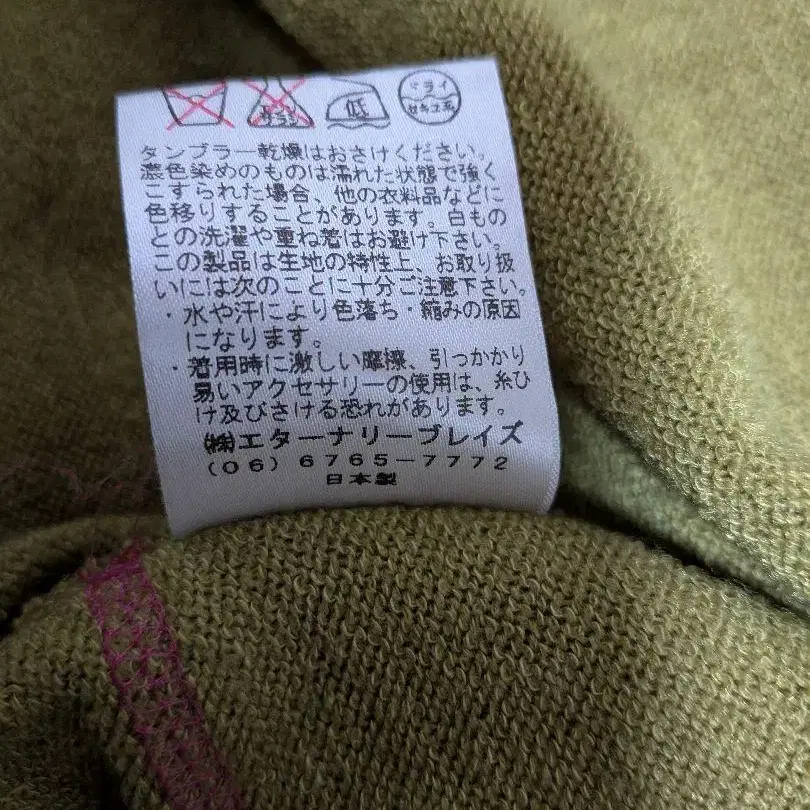 エンソサラシ 低 ドライ セキユ系
タンブラー乾燥はおさけください。
濃色染めのものは濡れた状態で強く
こすられた場合、他の衣料品などに
色移りすることがあります。白もの
との洗濯や重ね着はお避け下さい。
この製品は生地の特性上、お取り扱
いには次のことに十分ご注意下さい。
・水や汗により色落ち・縮みの原因
になります。
・着用時に激しい摩擦、引っかかり
易いアクセサリーの使用は、糸ひ
け及びさける恐れがあります。
㈱エターナリーブレイズ
(06)6765-7772
日本製